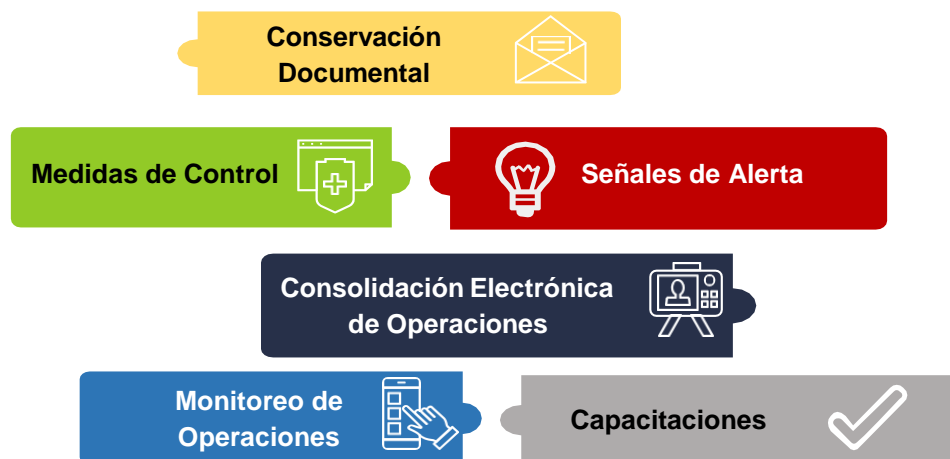 Conservación
Documental
Medidas de Control
Señales de Alerta
Consolidación Electrónica
de Operaciones
Monitoreo de
Operaciones
Capacitaciones